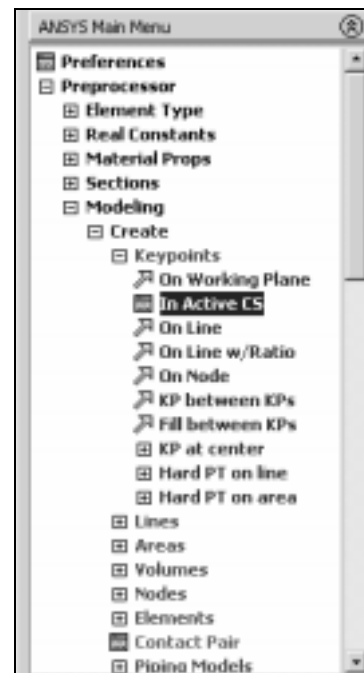 ANSYS Main Menu
Preferences
Preprocessor
Element Type
Real Constants
Material Props
Sections
Modeling
Create
Keypoints
On Working Plane
In Active CS
On Line
On Line w/Ratio
On Node
KP between KPs
Fill between KPs
KP at center
Hard PT on line
Hard PT on area
Lines
Areas
Volumes
Nodes
Elements
Contact Pair
Piping Models